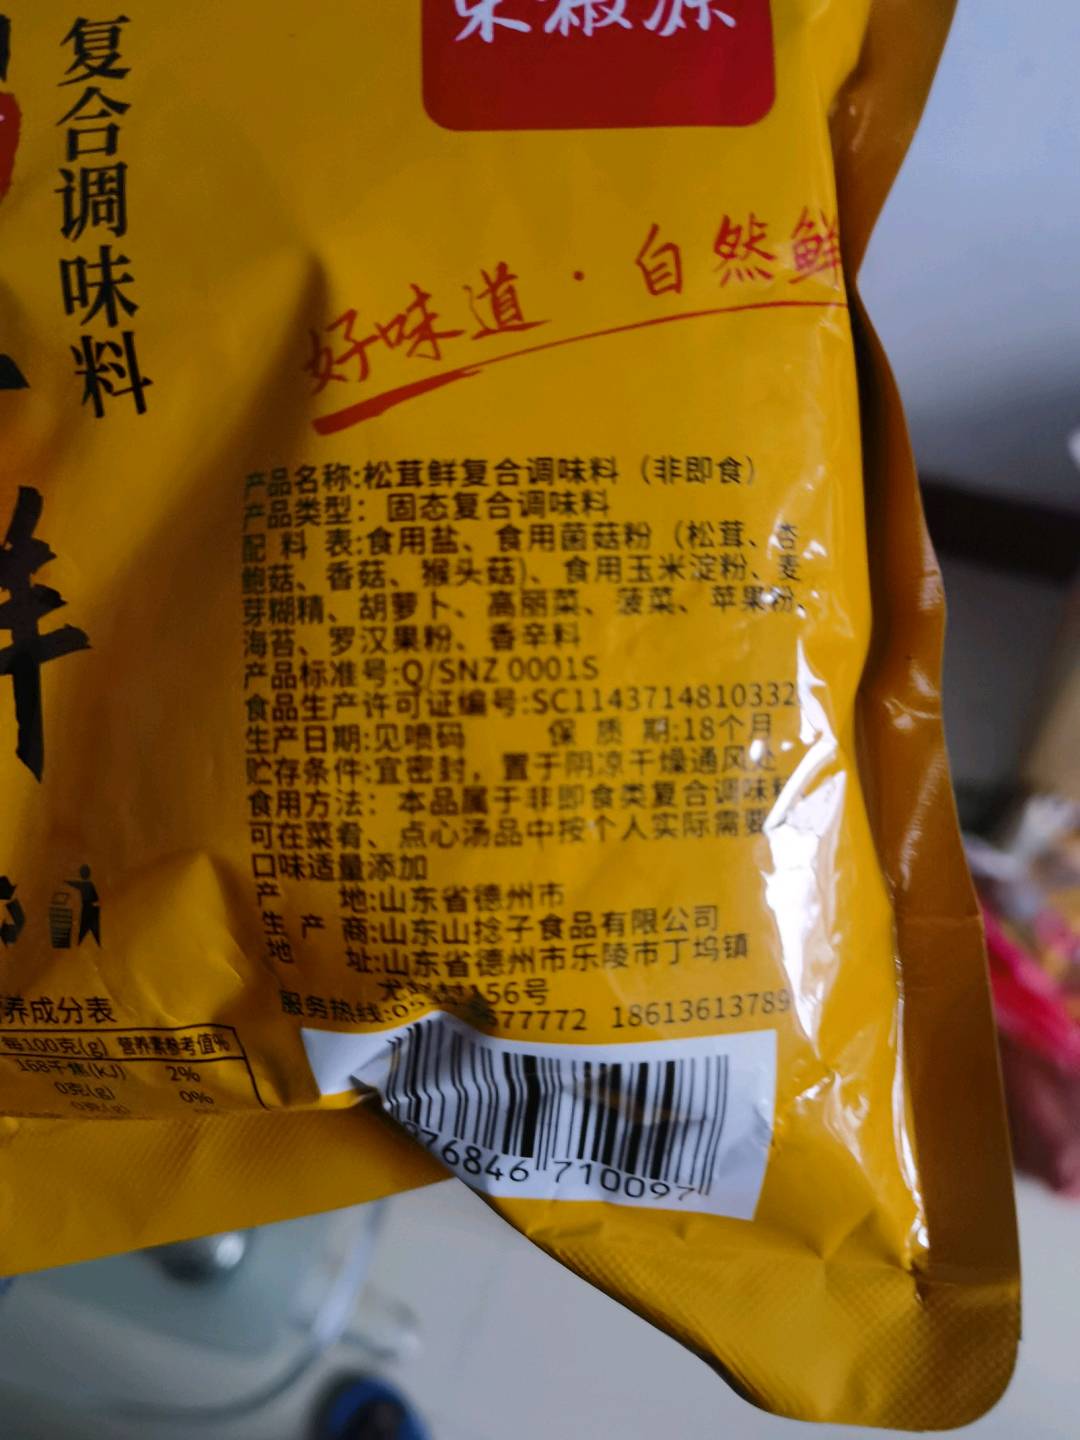 复合调味料
好味道·自然鲜
产品名称:松茸鲜复合调味料（非即食）
产品类型：固态复合调味料
配料表:食用盐、食用菌菇粉（松茸、杏
鲍菇、香菇、猴头菇)、食用玉米淀粉、麦
芽糊精、胡萝卜、高丽菜、菠菜、苹果粉、
海苔、罗汉果粉、香辛料
产品标准号:Q/SNZ 0001S
食品生产许可证编号:SC1143714810332
生产日期:见喷码 保质期:18个月
贮存条件:宜密封，置于阴凉干燥通风处
食用方法：本品属于非即食类复合调味料
可在菜肴、点心汤品中按个人实际需要
口味适量添加
产地:山东省德州市
生产商:山东山捻子食品有限公司
地址:山东省德州市乐陵市丁坞镇
156号
服务热线: 677772 18613613789
养成分表
每100克(g) 营养素参考值%
168千焦(KJ) 2%
0克(g) 0%
0克(g)
76846 710097